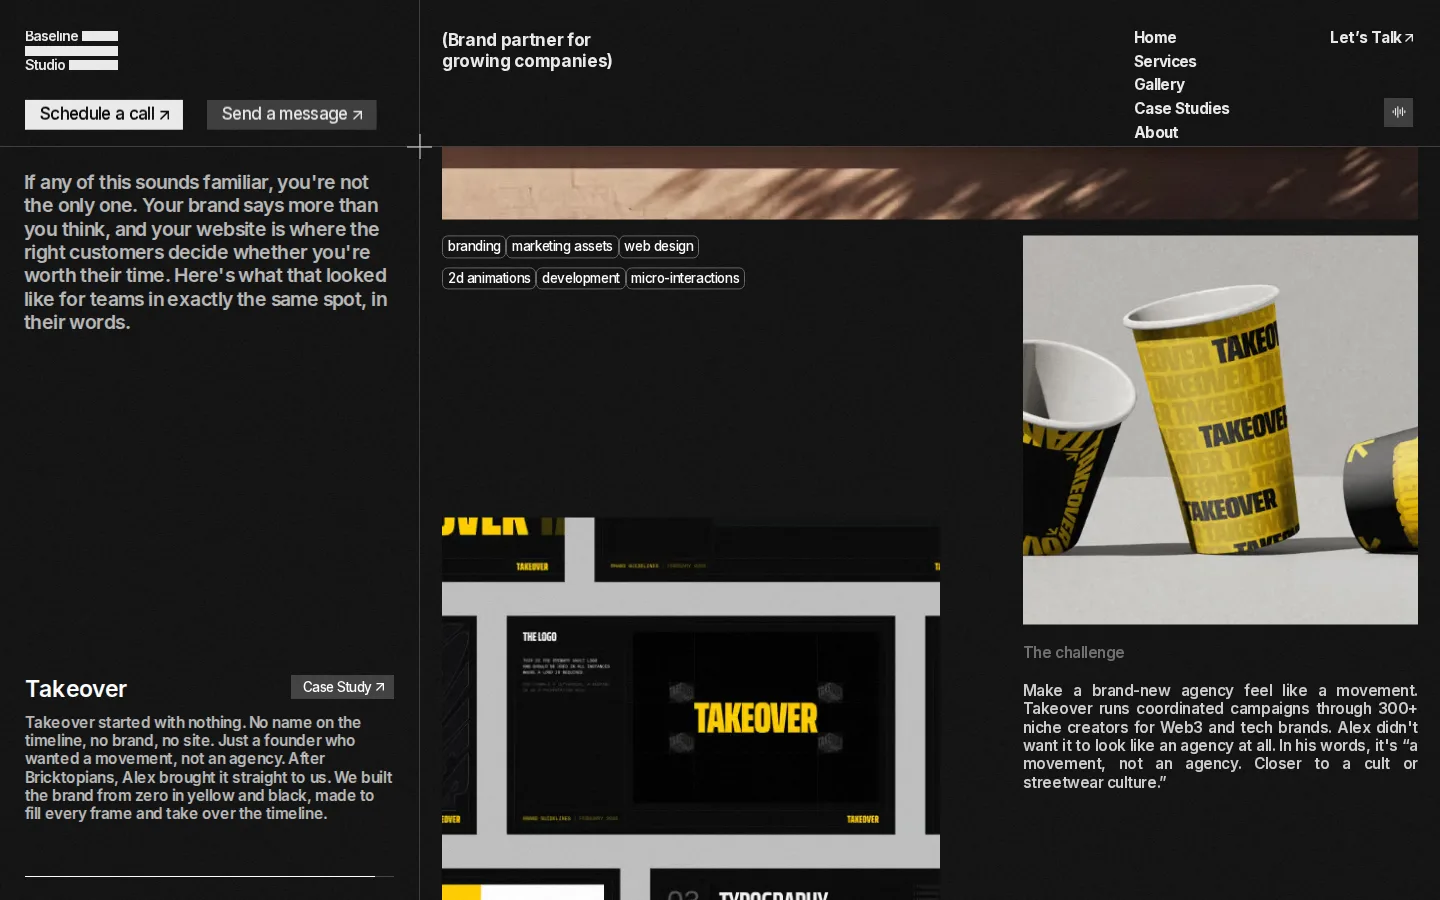 Baseline
Studio
(Brand partner for
growing companies)
Home
Services
Gallery
Case Studies
About
Let's Talk
Schedule a call
Send a message
If any of this sounds familiar, you're not
the only one. Your brand says more than
you think, and your website is where the
right customers decide whether you're
worth their time. Here's what that looked
like for teams in exactly the same spot, in
their words.
Takeover
Case Study
Takeover started with nothing. No name on the
timeline, no brand, no site. Just a founder who
wanted a movement, not an agency. After
Bricktopians, Alex brought it straight to us. We built
the brand from zero in yellow and black, made to
fill every frame and take over the timeline.
branding
marketing assets
web design
2d animations
development
micro-interactions
TAKEOVER
THE LOGO
TAKEOVER
TAKEOVER
TYPOGRAPHY
TAKEOVER
TAKEOVER
TAKEOVER
The challenge
Make a brand-new agency feel like a movement.
Takeover runs coordinated campaigns through 300+
niche creators for Web3 and tech brands. Alex didn't
want it to look like an agency at all. In his words, it's “a
movement, not an agency. Closer to a cult or
streetwear culture.”